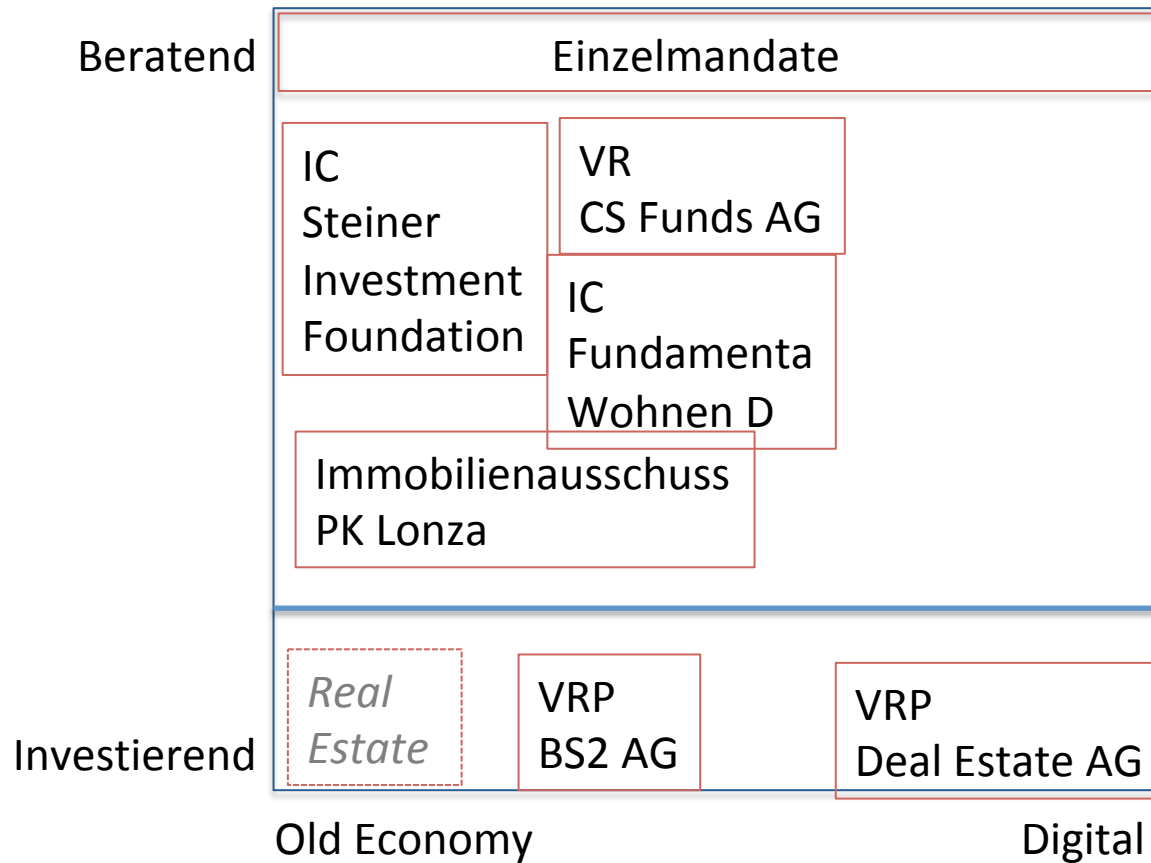 Beratend
Einzelmandate
IC
Steiner
Investment
Foundation
VR
CS Funds AG
IC
Fundamenta
Wohnen D
Immobilienausschuss
PK Lonza
Investierend
Real
Estate
VRP
BS2 AG
VRP
Deal Estate AG
Old Economy
Digital